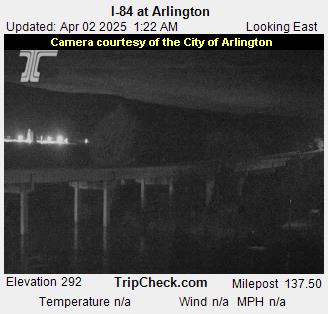 I-84 at Arlington
Updated: Apr 02 2025 1:22 AM Looking East
Camera courtesy of the City of Arlington
Elevation 292 TripCheck.com Milepost 137.50
Temperature n/a Wind n/a MPH n/a